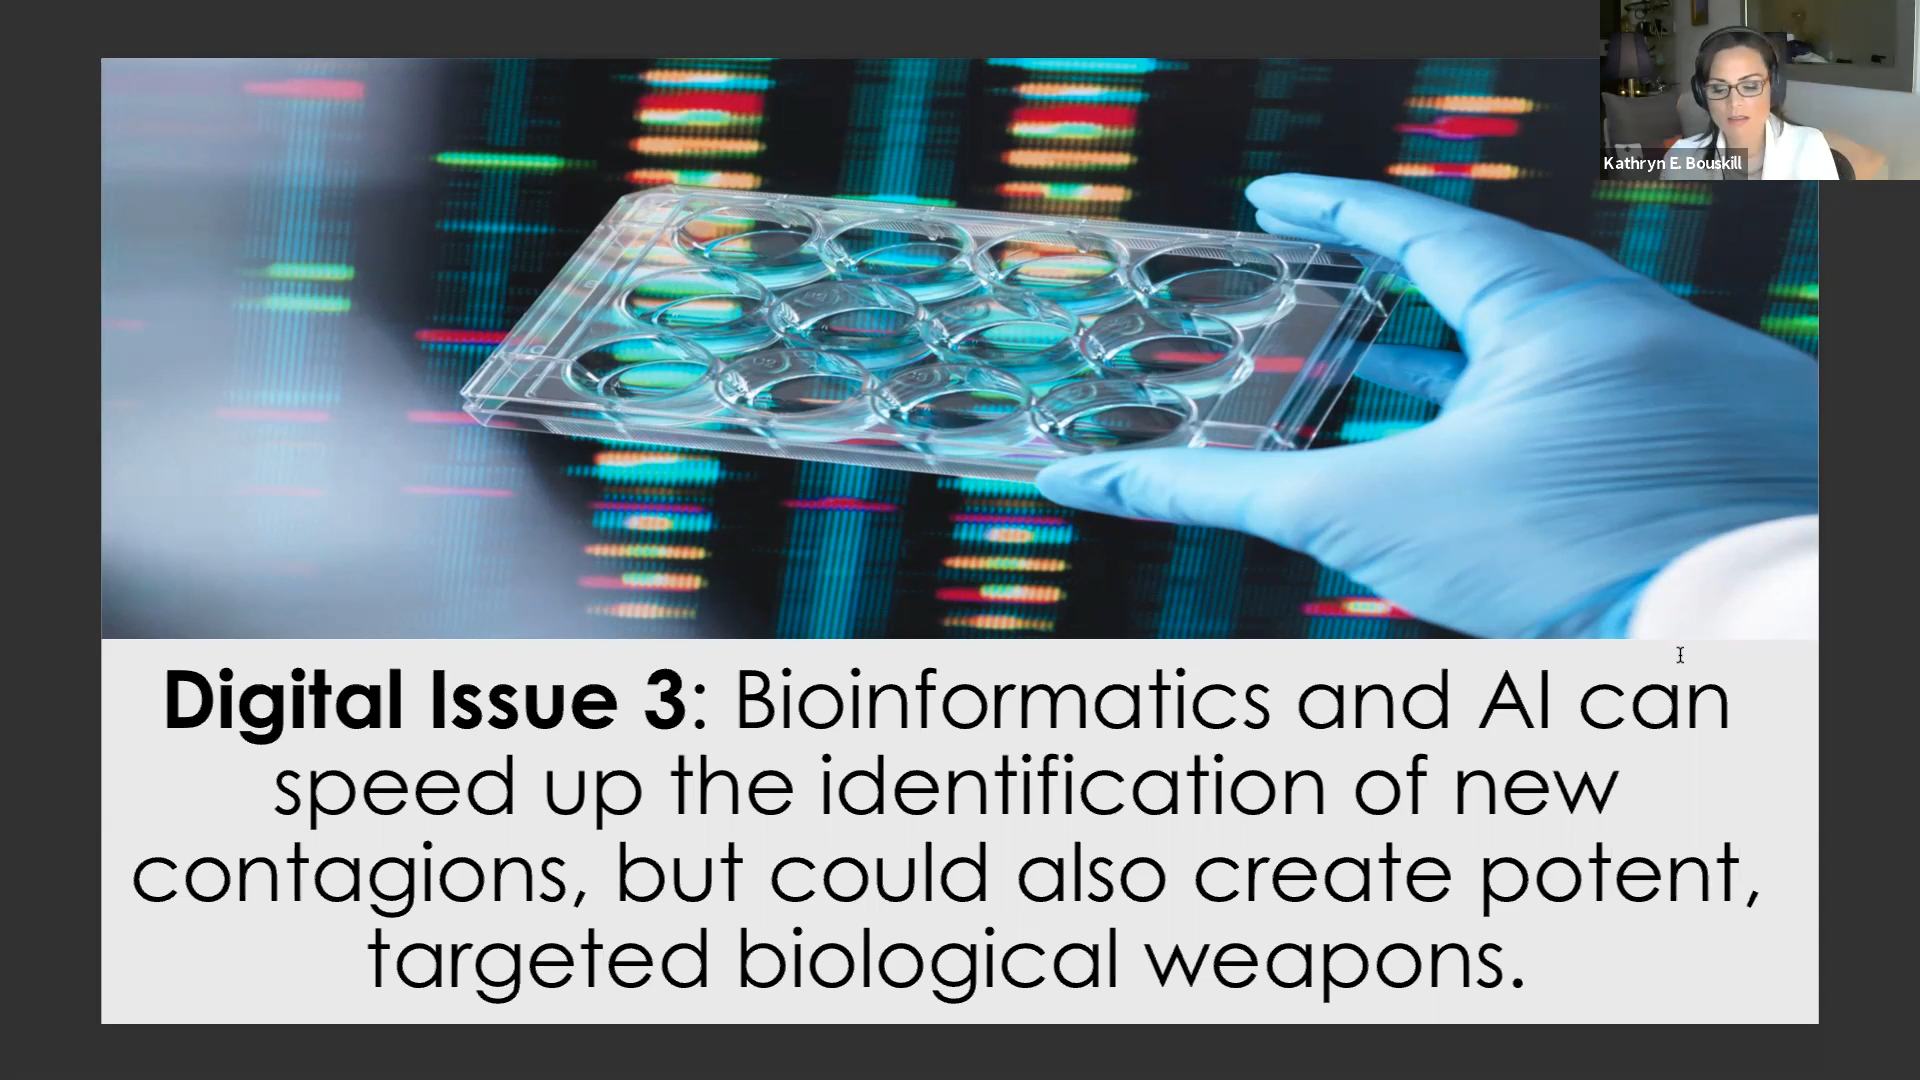 Kathryn E. Bouskill
Digital Issue 3: Bioinformatics and AI can
speed up the identification of new
contagions, but could also create potent,
targeted biological weapons.